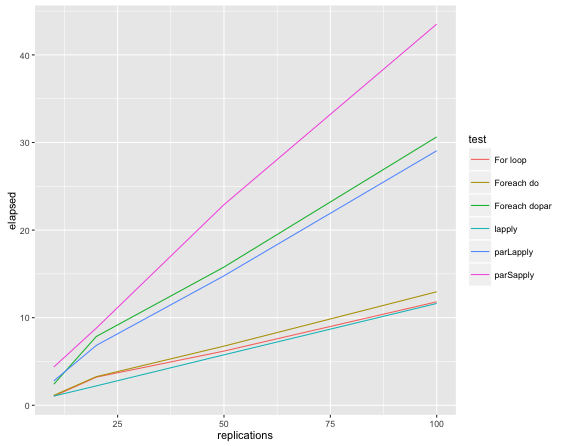 elapsed
40
30
20
10
0
25
50
75
100
replications
test
For loop
Foreach do
Foreach dopar
lapply
parLapply
parSapply